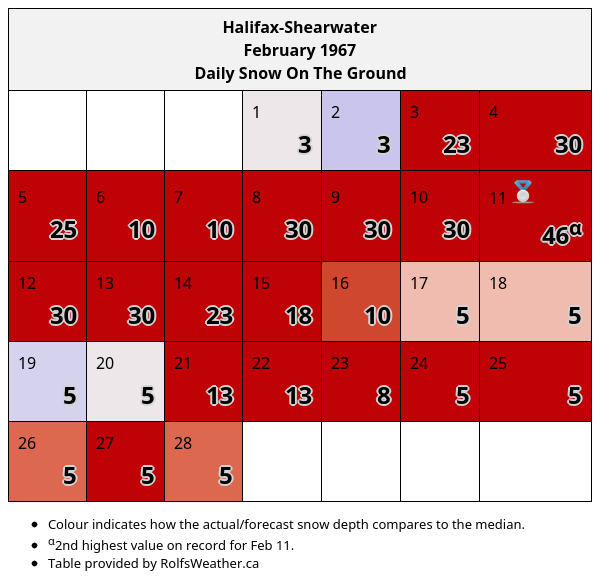 Halifax-Shearwater
February 1967
Daily Snow On The Ground
1 2 3 4
3 3 23 30
5 6 7 8 9 10 11
25 10 10 30 30 30 46ᵅ
12 13 14 15 16 17 18
30 30 23 18 10 5 5
19 20 21 22 23 24 25
5 5 13 13 8 5 5
26 27 28
5 5 5
• Colour indicates how the actual/forecast snow depth compares to the median.
• ᵅ2nd highest value on record for Feb 11.
• Table provided by RolfsWeather.ca